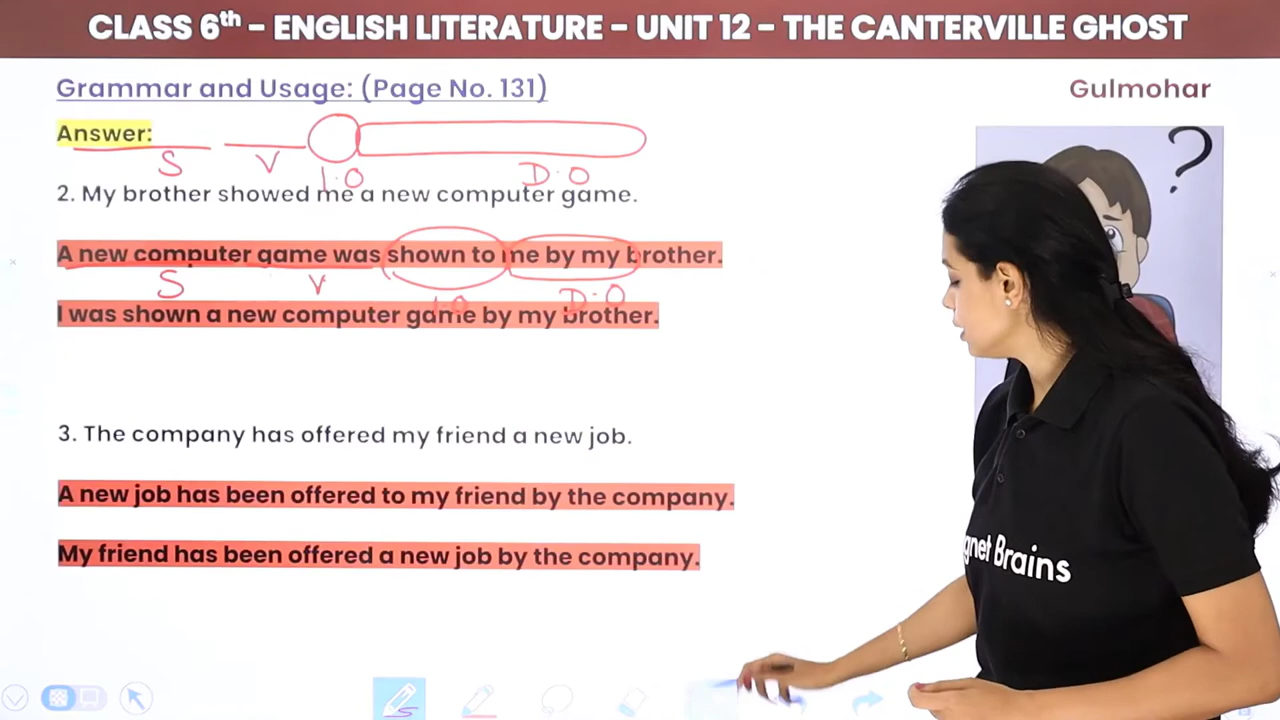 CLASS 6th - ENGLISH LITERATURE - UNIT 12 - THE CANTERVILLE GHOST
Grammar and Usage: (Page No. 131)
Gulmohar
Answer:
S V I.O D.O
2. My brother showed me a new computer game.
A new computer game was shown to me by my brother.
S V I.O D.O
I was shown a new computer game by my brother.
3. The company has offered my friend a new job.
A new job has been offered to my friend by the company.
My friend has been offered a new job by the company.
gnet Brains